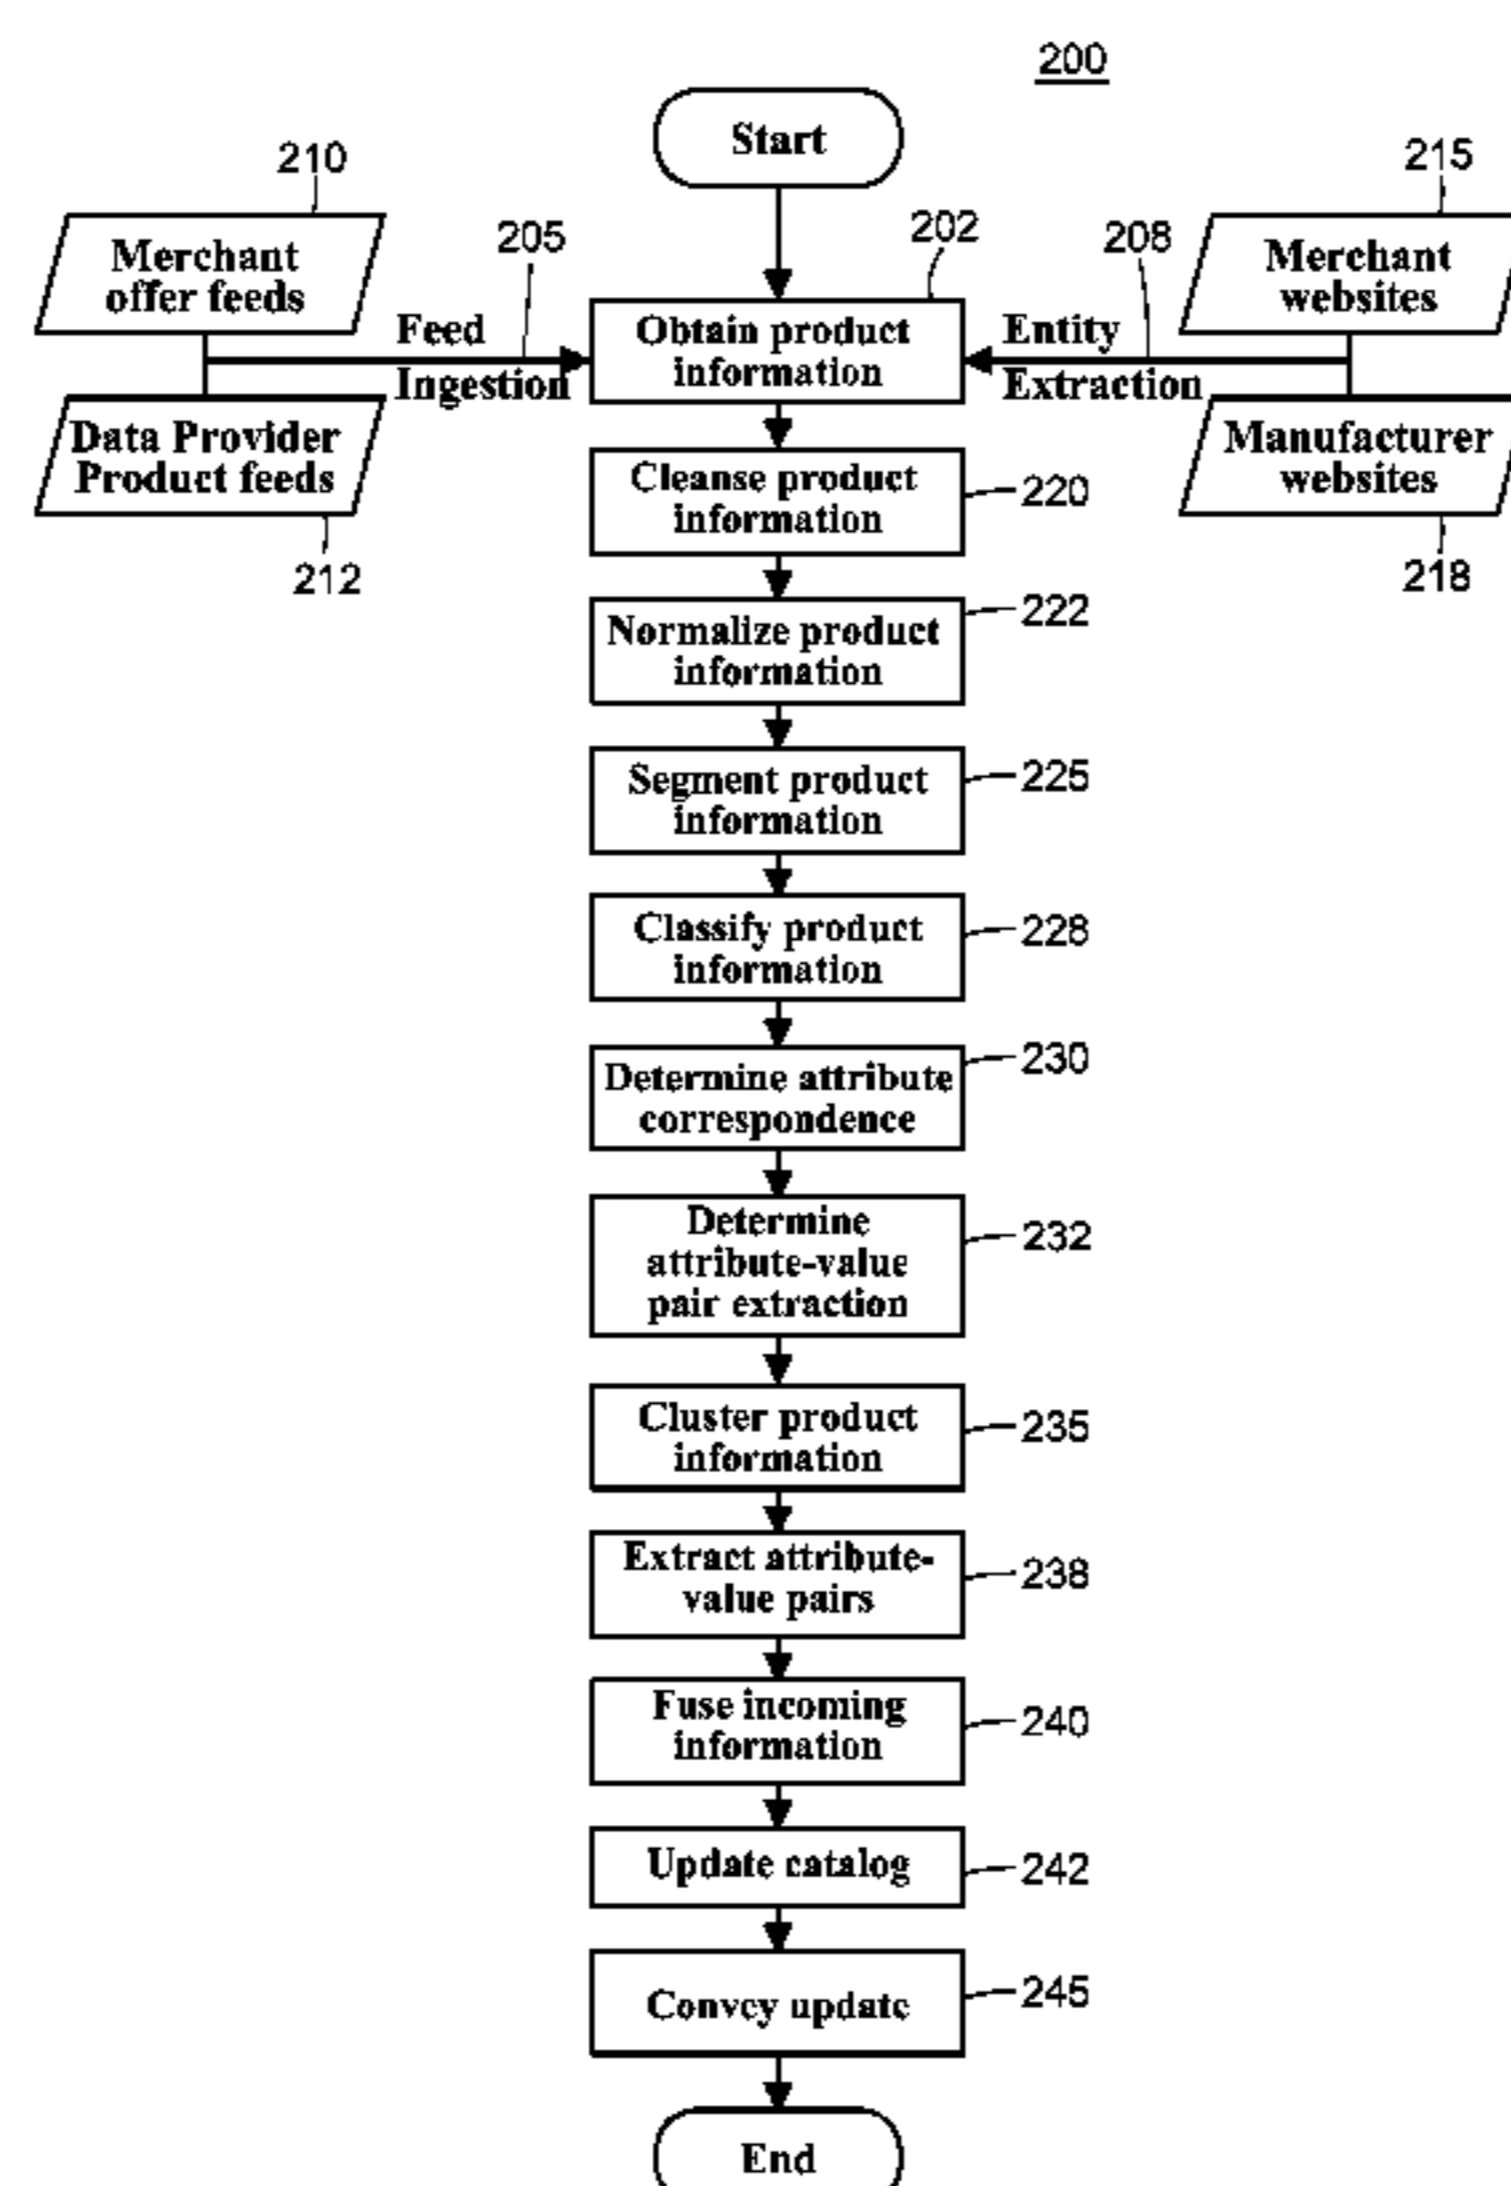 200
Start
210
215
205
202
208
Merchant
offer feeds
Merchant
websites
Feed
Ingestion
Obtain product
information
Entity
Extraction
Data Provider
Product feeds
Manufacturer
websites
212
218
Cleanse product
information
220
Normalize product
information
222
Segment product
information
225
Classify product
information
228
Determine attribute
correspondence
230
Determine
attribute-value
pair extraction
232
Cluster product
information
235
Extract attribute-
value pairs
238
Fuse incoming
information
240
Update catalog
242
Convey update
245
End